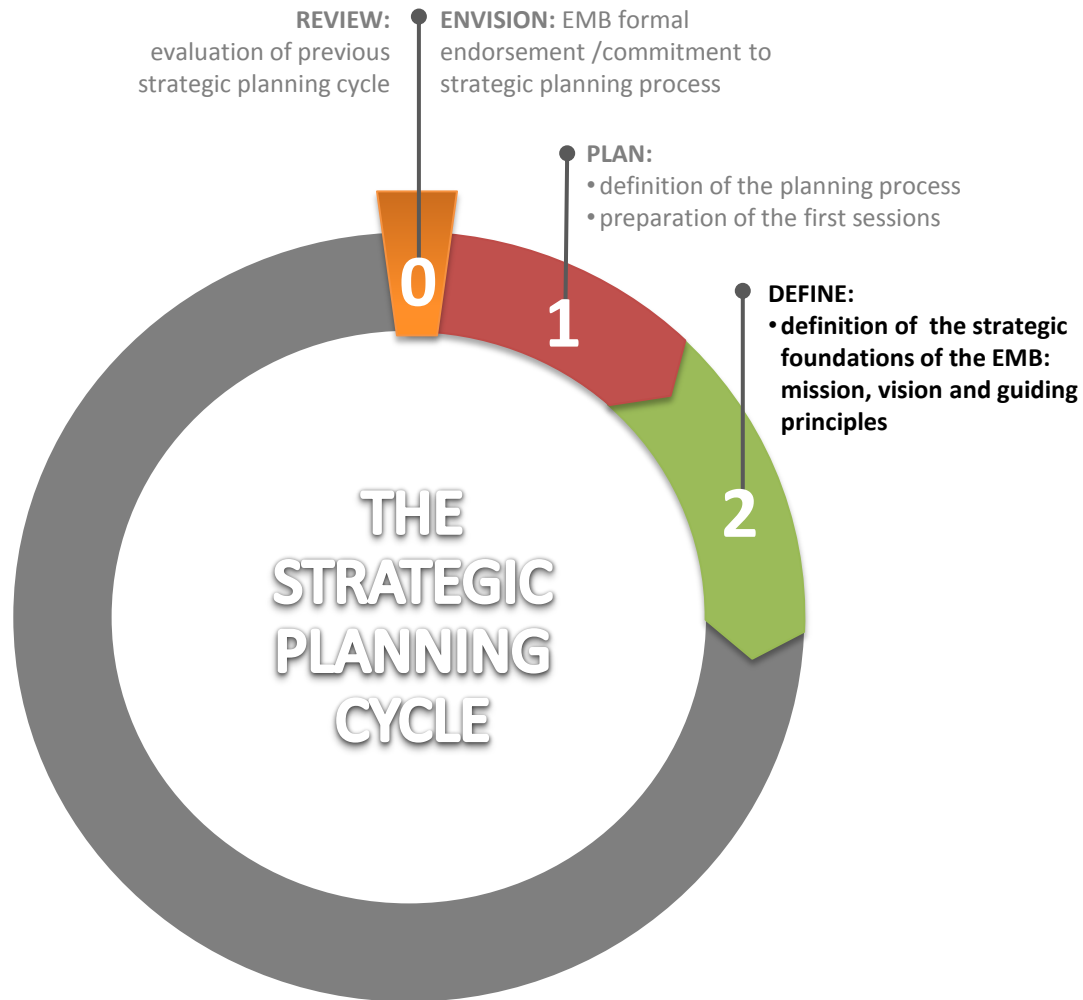 REVIEW:
evaluation of previous
strategic planning cycle
ENVISION: EMB formal
endorsement /commitment to
strategic planning process
PLAN:
• definition of the planning process
• preparation of the first sessions
DEFINE:
• definition of the strategic
foundations of the EMB:
mission, vision and guiding
principles
0
1
2
THE
STRATEGIC
PLANNING
CYCLE